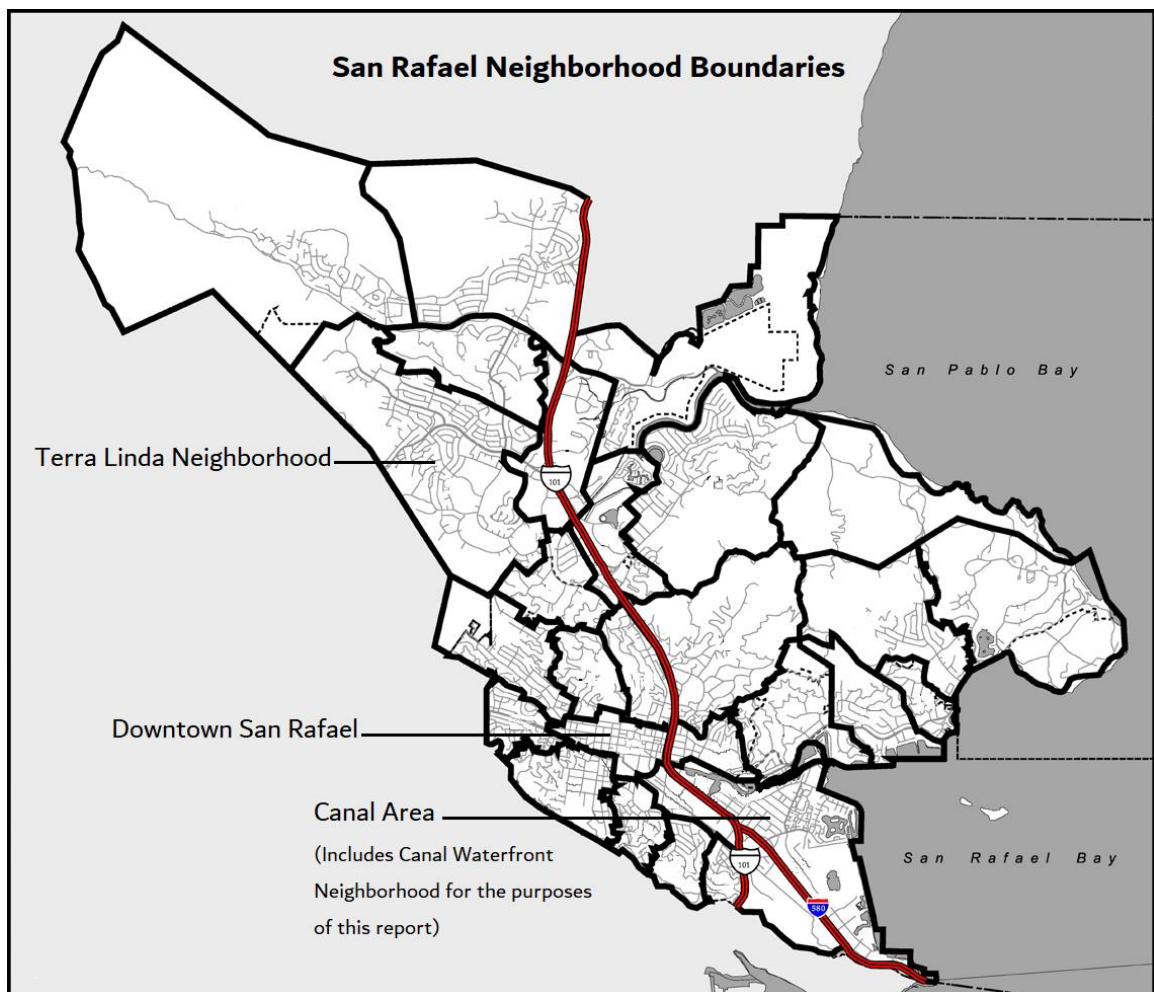 San Rafael Neighborhood Boundaries
San Pablo Bay
Terra Linda Neighborhood
101
Downtown San Rafael
Canal Area
(Includes Canal Waterfront
Neighborhood for the purposes
of this report)
101
San Rafael Bay
580